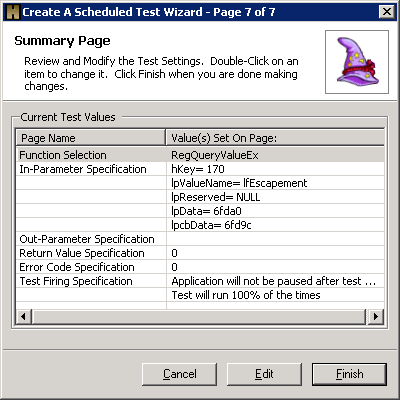 Create A Scheduled Test Wizard - Page 7 of 7
Summary Page
Review and Modify the Test Settings. Double-Click on an
item to change it. Click Finish when you are done making
changes.
Current Test Values
Page Name Value(s) Set On Page:
Function Selection RegQueryValueEx
In-Parameter Specification hKey= 170
lpValueName= lfEscapement
lpReserved= NULL
lpData= 6fda0
lpcbData= 6fd9c
Out-Parameter Specification
Return Value Specification 0
Error Code Specification 0
Test Firing Specification Application will not be paused after test ...
Test will run 100% of the times
Cancel Edit Finish